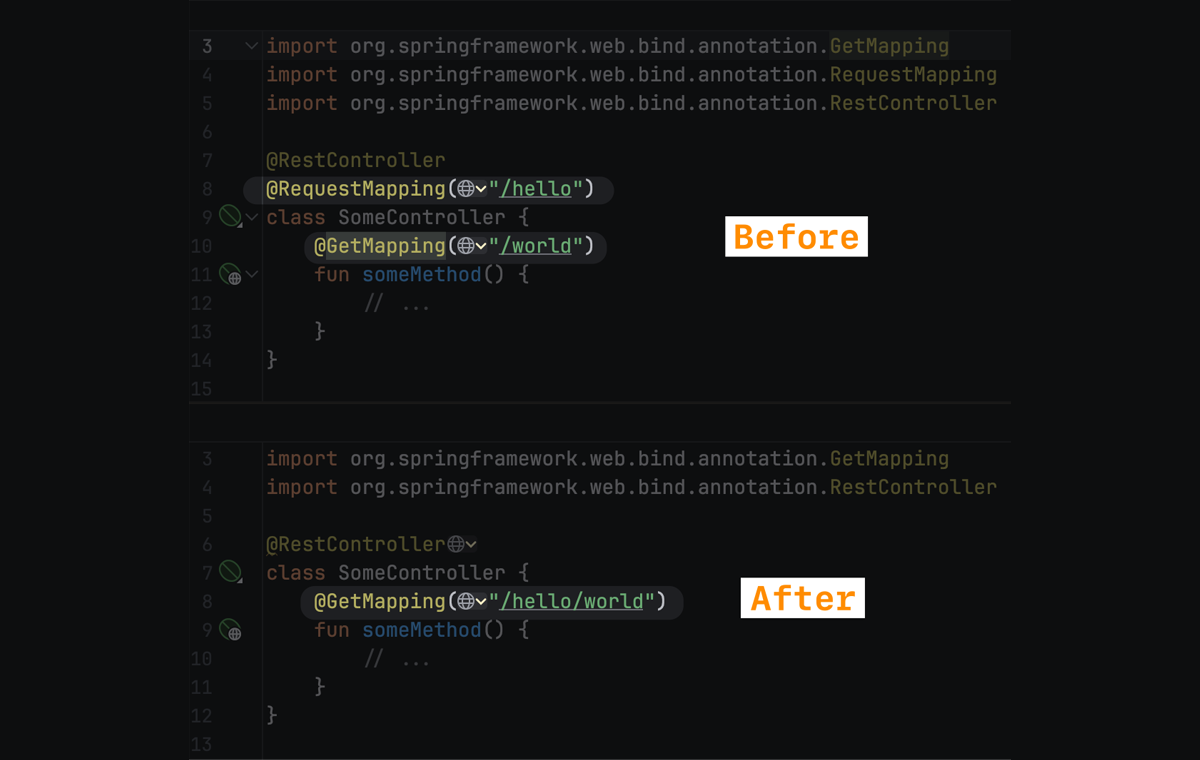 3 import org.springframework.web.bind.annotation.GetMapping
4 import org.springframework.web.bind.annotation.RequestMapping
5 import org.springframework.web.bind.annotation.RestController
6
7 @RestController
8 @RequestMapping("/hello")
9 class SomeController {
Before
10 @GetMapping("/world")
11 fun someMethod() {
12 // ...
13 }
14 }
15
3 import org.springframework.web.bind.annotation.GetMapping
4 import org.springframework.web.bind.annotation.RestController
5
6 @RestController
7 class SomeController {
8 @GetMapping("/hello/world")
After
9 fun someMethod() {
10 // ...
11 }
12 }
13